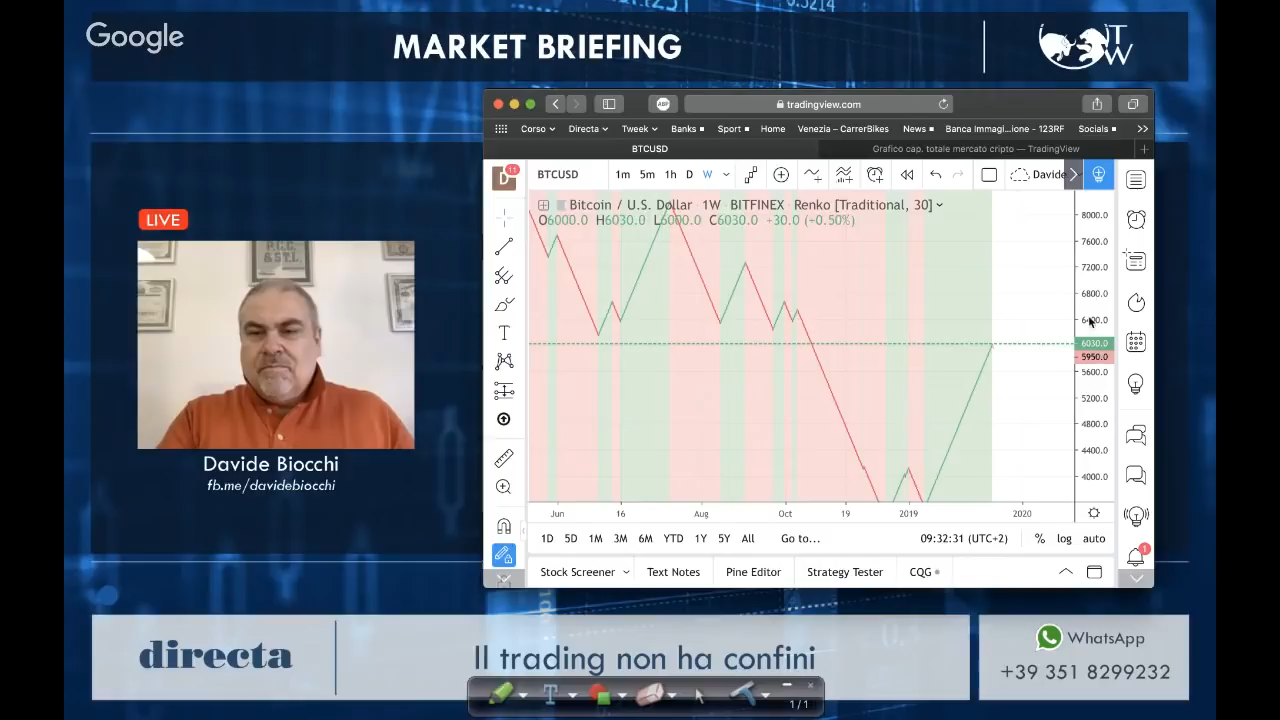 Google
MARKET BRIEFING
TW
LIVE
P.C.C.
& S T.L.
Davide Biocchi
fb.me/davidebiocchi
ABP
tradingview.com
Corso Directa Tweek Banks Sport Home Venezia – CarrerBikes News Banca Immagi...ione - 123RF Socials
BTCUSD
Grafico cap. totale mercato cripto — TradingView
D 11 BTCUSD 1m 5m 1h D W Davide
Bitcoin / U.S. Dollar · 1W · BITFINEX · Renko [Traditional, 30]
O6000.0 H6030.0 L6000.0 C6030.0 +30.0 (+0.50%)
8000.0
7600.0
7200.0
6800.0
6030.0
5950.0
5600.0
5200.0
4800.0
4400.0
4000.0
Jun 16 Aug Oct 19 2019 2020
1D 5D 1M 3M 6M YTD 1Y 5Y All Go to... 09:32:31 (UTC+2) % log auto
1
Stock Screener Text Notes Pine Editor Strategy Tester CQG
directa
Il trading non ha confini
WhatsApp
+39 351 8299232
T
1 / 1